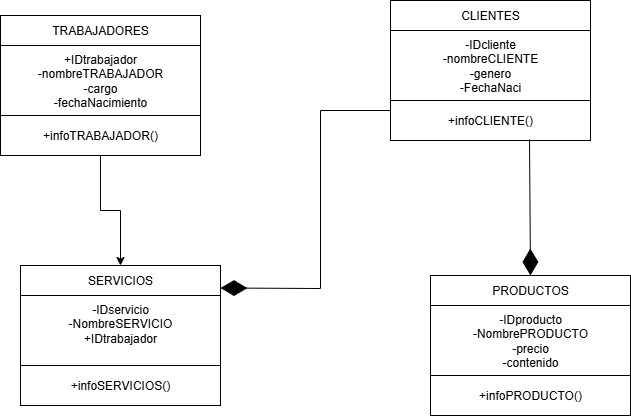 TRABAJADORES
+IDtrabajador
-nombreTRABAJADOR
-cargo
-fechaNacimiento
+infoTRABAJADOR()
CLIENTES
-IDcliente
-nombreCLIENTE
-genero
-FechaNaci
+infoCLIENTE()
SERVICIOS
-IDservicio
-NombreSERVICIO
+IDtrabajador
+infoSERVICIOS()
PRODUCTOS
-IDproducto
-NombrePRODUCTO
-precio
-contenido
+infoPRODUCTO()